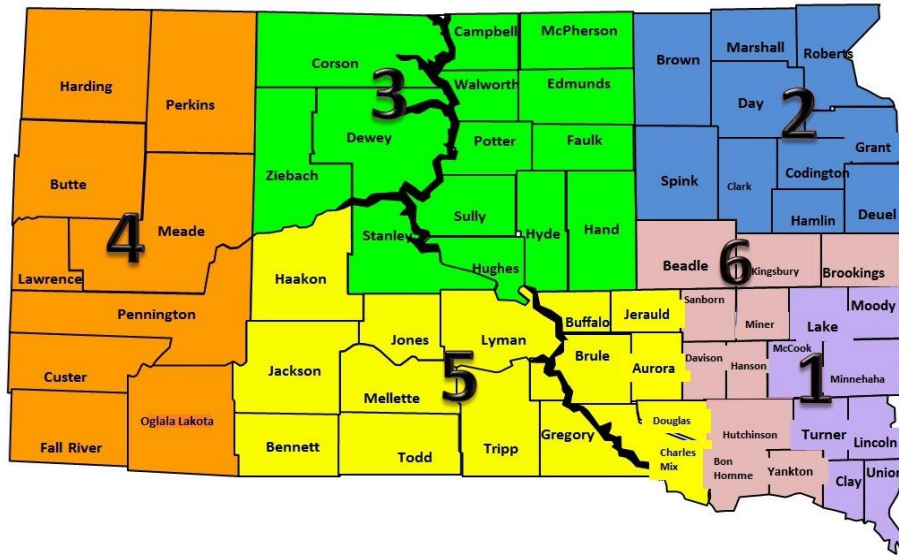 Campbell
McPherson
Harding
Perkins
Corson
3
Walworth
Edmunds
Brown
Marshall
Roberts
Day
2
Dewey
Potter
Faulk
Grant
Butte
Ziebach
Spink
Clark
Codington
Meade
4
Sully
Stanley
Hyde
Hand
Hamlin
Deuel
Lawrence
Haakon
Hughes
Beadle
6
Kingsbury
Brookings
Pennington
Buffalo
Jerauld
Sanborn
Miner
Lake
Moody
Jones
Lyman
Custer
Jackson
5
Brule
Aurora
Davison
Hanson
McCook
1
Minnehaha
Mellette
Oglala Lakota
Fall River
Bennett
Todd
Tripp
Gregory
Douglas
Charles
Mix
Hutchinson
Turner
Lincoln
Bon
Homme
Yankton
Clay
Union